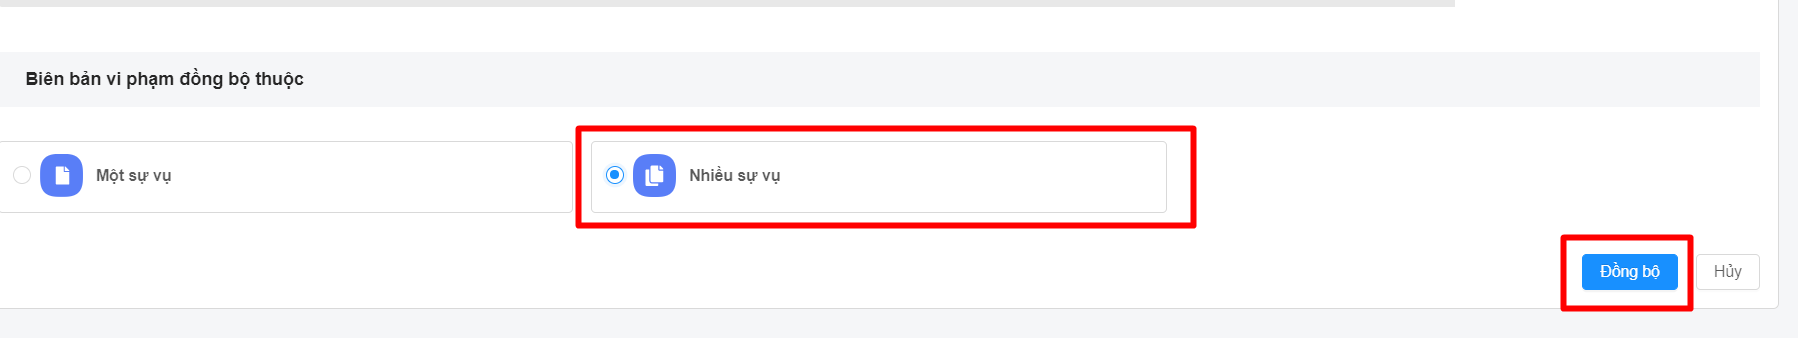 Biên bản vi phạm đồng bộ thuộc
Một sự vụ
Nhiều sự vụ
Đồng bộ
Hủy